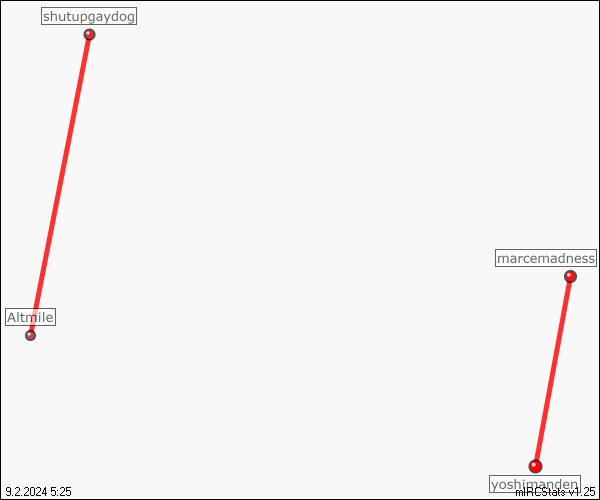 shutupgaydog
marcemadness
Altmile
yoshimanden
9.2.2024 5:25
mIRCStats v1.25